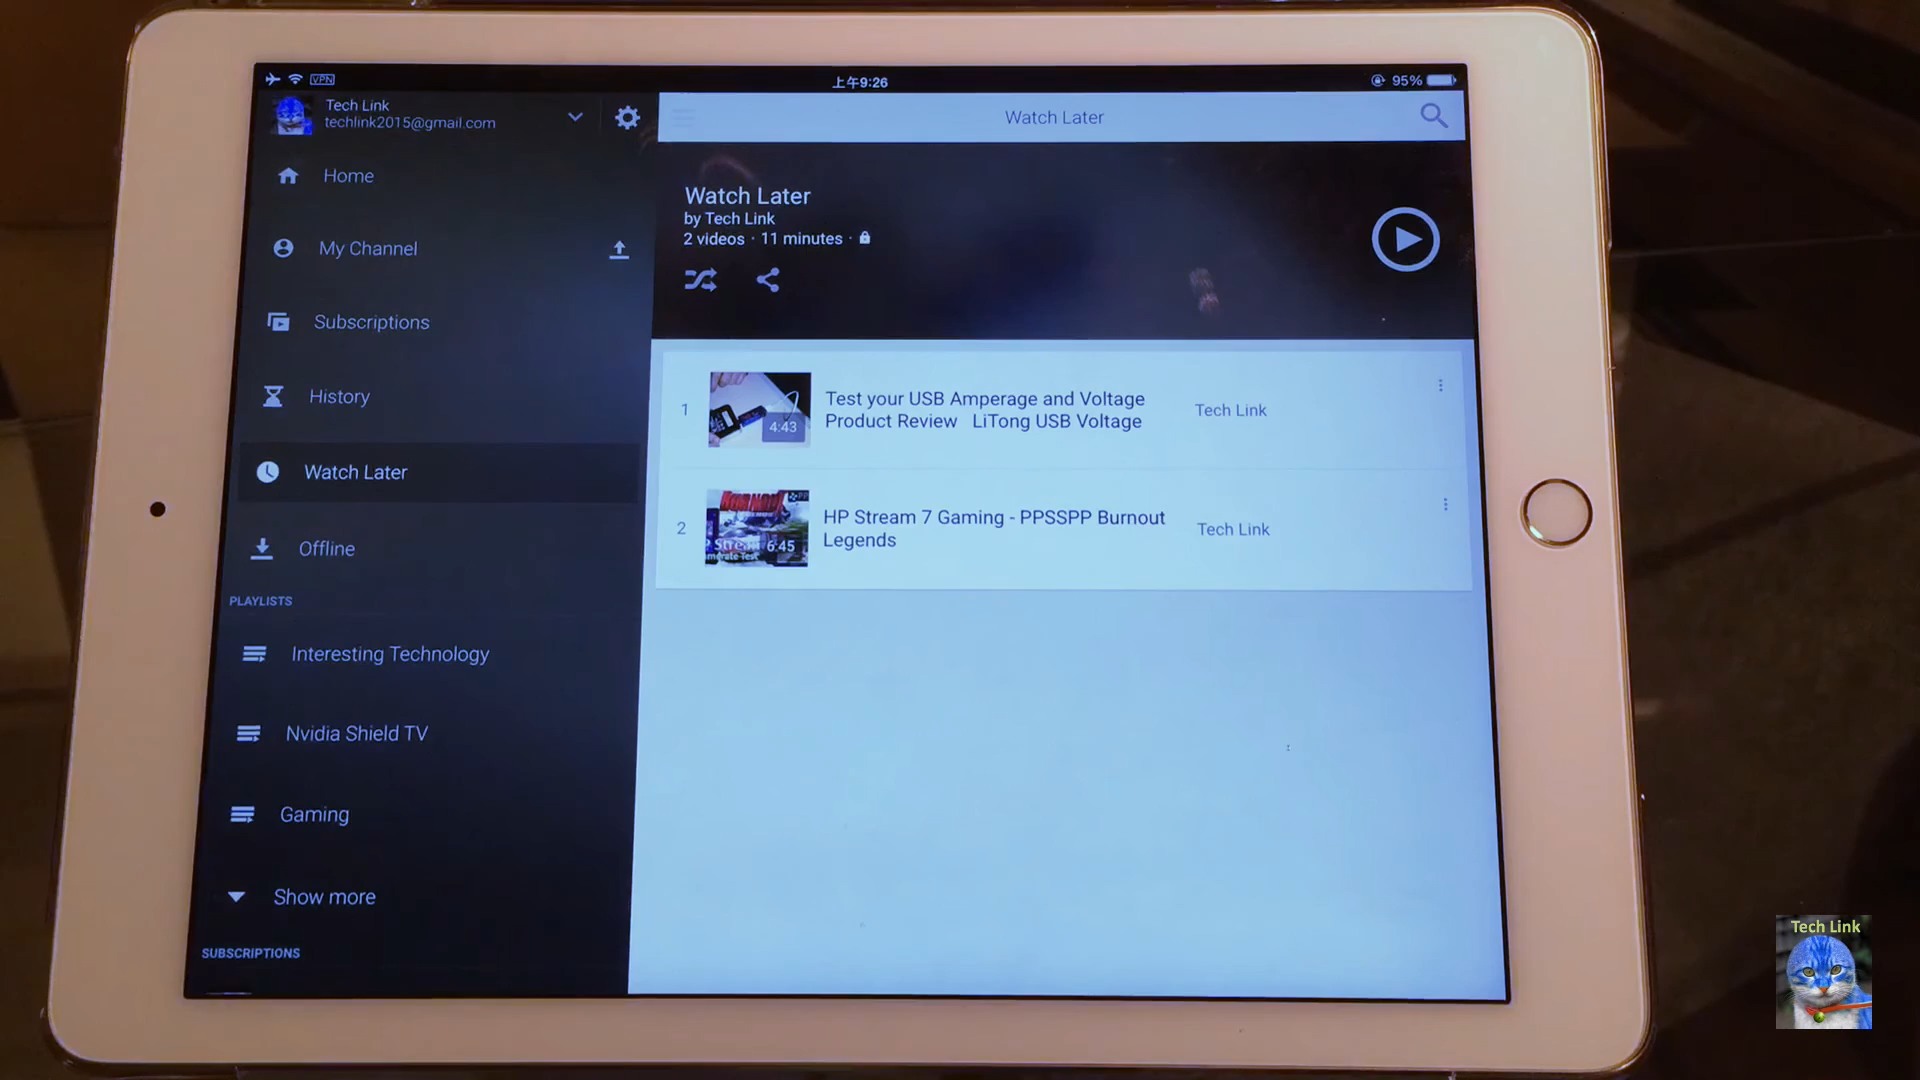 VPN
上午9:26
95%
Tech Link
techlink2015@gmail.com
Home
My Channel
Subscriptions
History
Watch Later
Offline
PLAYLISTS
Interesting Technology
Nvidia Shield TV
Gaming
Show more
SUBSCRIPTIONS
Watch Later
Watch Later
by Tech Link
2 videos · 11 minutes ·
1
4:43
Test your USB Amperage and Voltage
Product Review LiTong USB Voltage
Tech Link
2
6:45
HP Stream 7 Gaming - PPSSPP Burnout
Legends
Tech Link
Tech Link